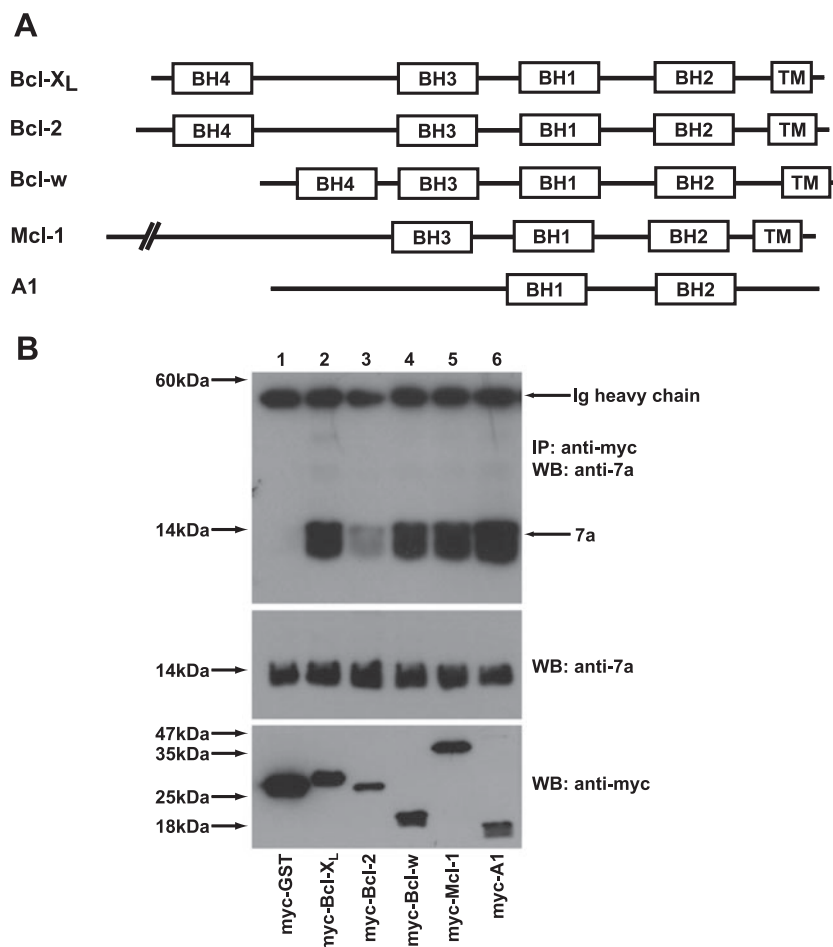 A
Bcl-XL BH4 BH3 BH1 BH2 TM
Bcl-2 BH4 BH3 BH1 BH2 TM
Bcl-w BH4 BH3 BH1 BH2 TM
Mcl-1 BH3 BH1 BH2 TM
A1 BH1 BH2
B
1 2 3 4 5 6
60kDa
Ig heavy chain
IP: anti-myc
WB: anti-7a
14kDa
7a
14kDa
WB: anti-7a
47kDa
35kDa
25kDa
18kDa
WB: anti-myc
myc-GST
myc-Bcl-XL
myc-Bcl-2
myc-Bcl-w
myc-Mcl-1
myc-A1